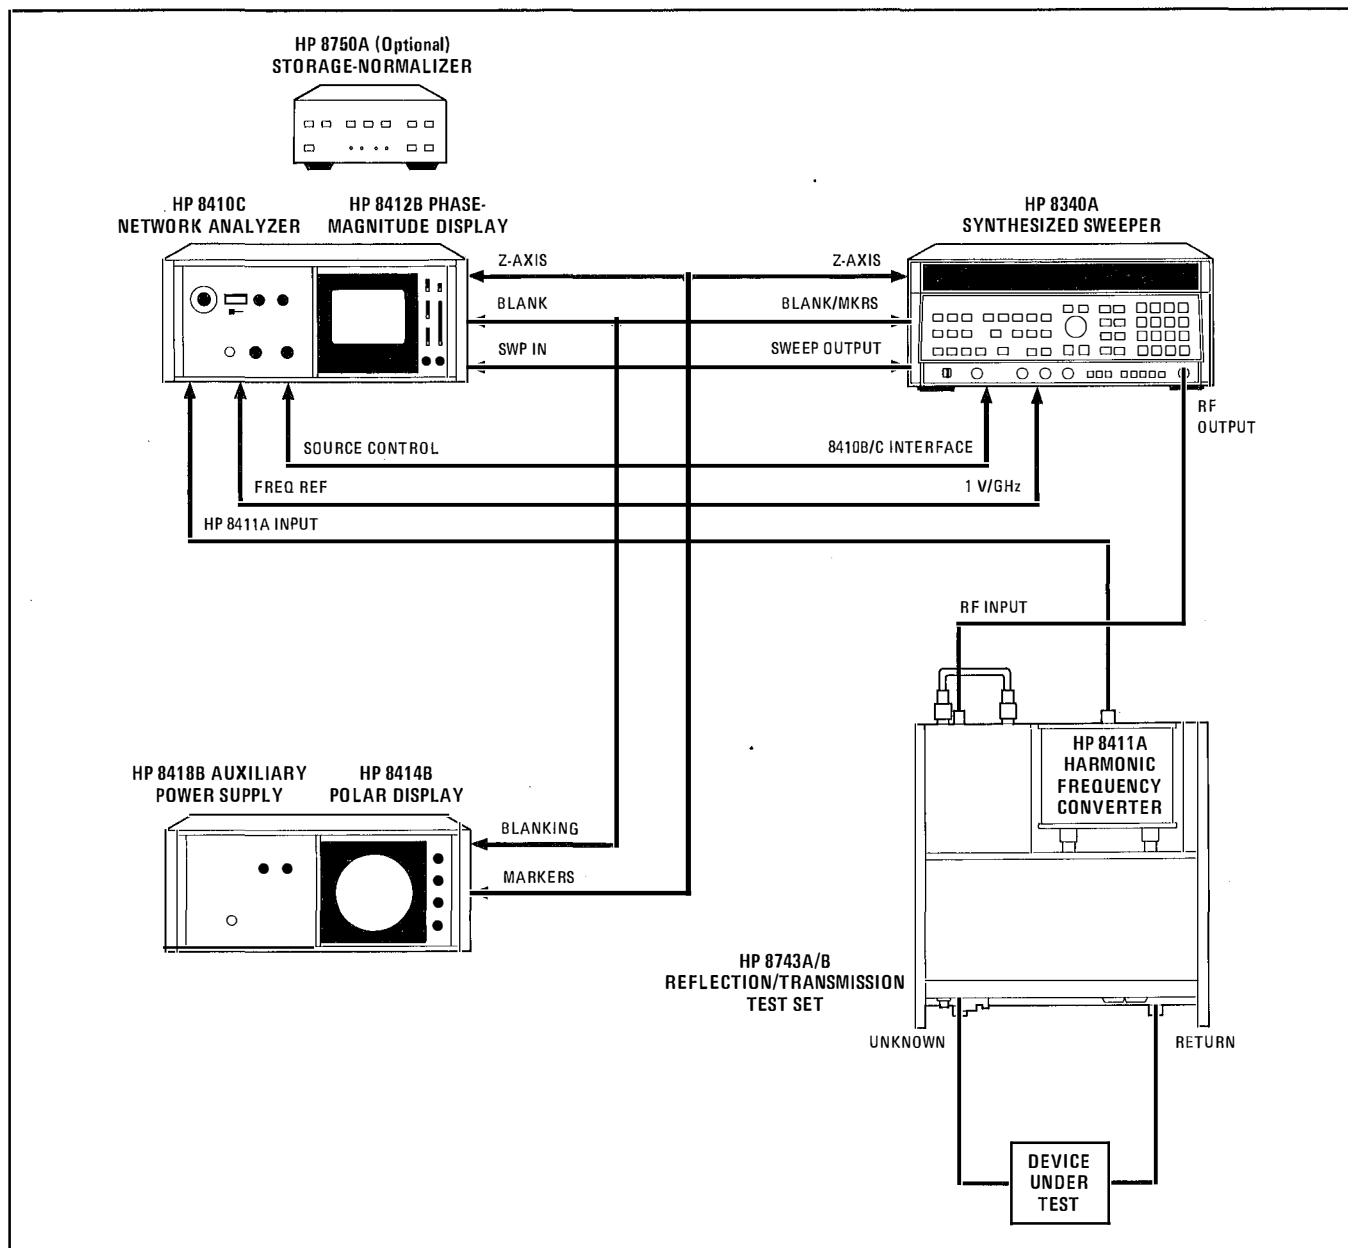 HP 8750A (Optional)
STORAGE-NORMALIZER
HP 8410C
NETWORK ANALYZER
HP 8412B PHASE-
MAGNITUDE DISPLAY
HP 8340A
SYNTHESIZED SWEEPER
Z-AXIS
Z-AXIS
BLANK
BLANK/MKRS
SWP IN
SWEEP OUTPUT
RF
OUTPUT
SOURCE CONTROL
8410B/C INTERFACE
FREQ REF
1 V/GHz
HP 8411A INPUT
RF INPUT
HP 8411A
HARMONIC
FREQUENCY
CONVERTER
HP 8418B AUXILIARY
POWER SUPPLY
HP 8414B
POLAR DISPLAY
BLANKING
MARKERS
HP 8743A/B
REFLECTION/TRANSMISSION
TEST SET
UNKNOWN
RETURN
DEVICE
UNDER
TEST